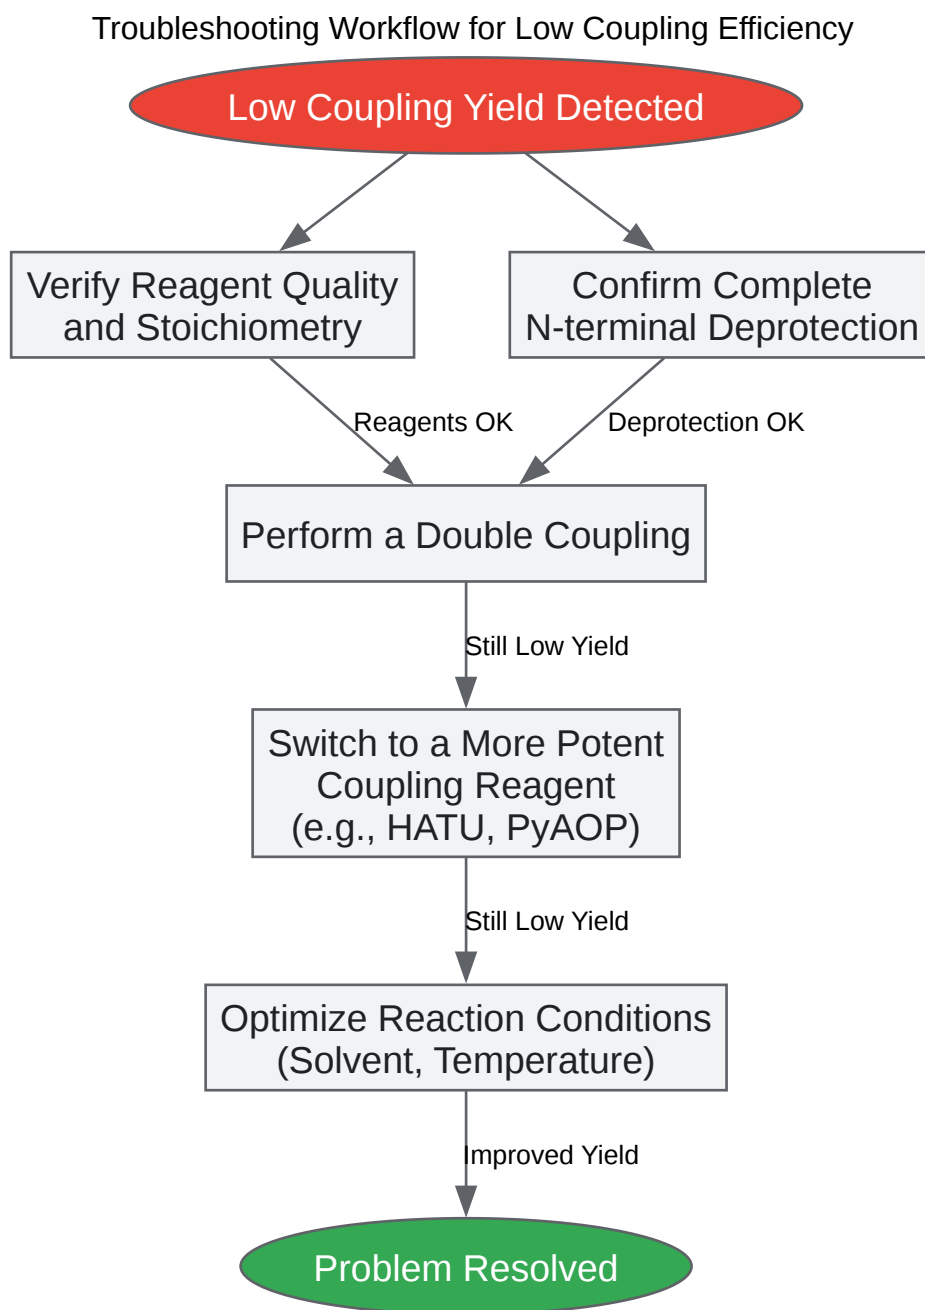 Troubleshooting Workflow for Low Coupling Efficiency
Low Coupling Yield Detected
Verify Reagent Quality
and Stoichiometry
Confirm Complete
N-terminal Deprotection
Reagents OK
Deprotection OK
Perform a Double Coupling
Still Low Yield
Switch to a More Potent
Coupling Reagent
(e.g., HATU, PyAOP)
Still Low Yield
Optimize Reaction Conditions
(Solvent, Temperature)
Improved Yield
Problem Resolved